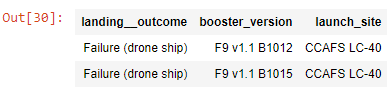 Out[30]:
landing__outcome booster_version launch_site
Failure (drone ship) F9 v1.1 B1012 CCAFS LC-40
Failure (drone ship) F9 v1.1 B1015 CCAFS LC-40